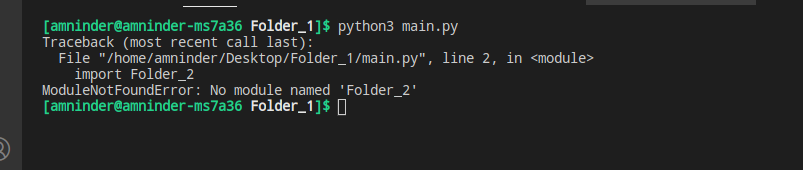 [amninder@amninder-ms7a36 Folder_1]$ python3 main.py
Traceback (most recent call last):
  File "/home/amninder/Desktop/Folder_1/main.py", line 2, in <module>
    import Folder_2
ModuleNotFoundError: No module named 'Folder_2'
[amninder@amninder-ms7a36 Folder_1]$